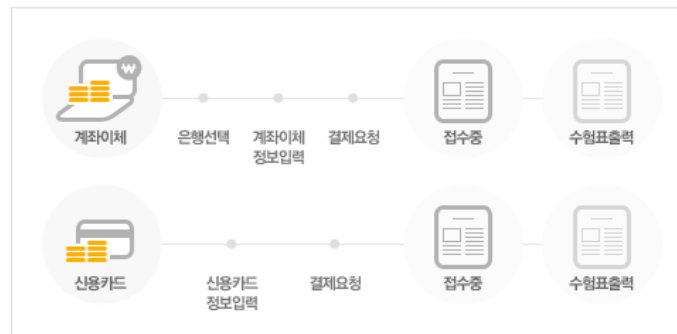 ₩
계좌이체
은행선택
계좌이체
정보입력
결제요청
접수중
수험표출력
신용카드
신용카드
정보입력
결제요청
접수중
수험표출력